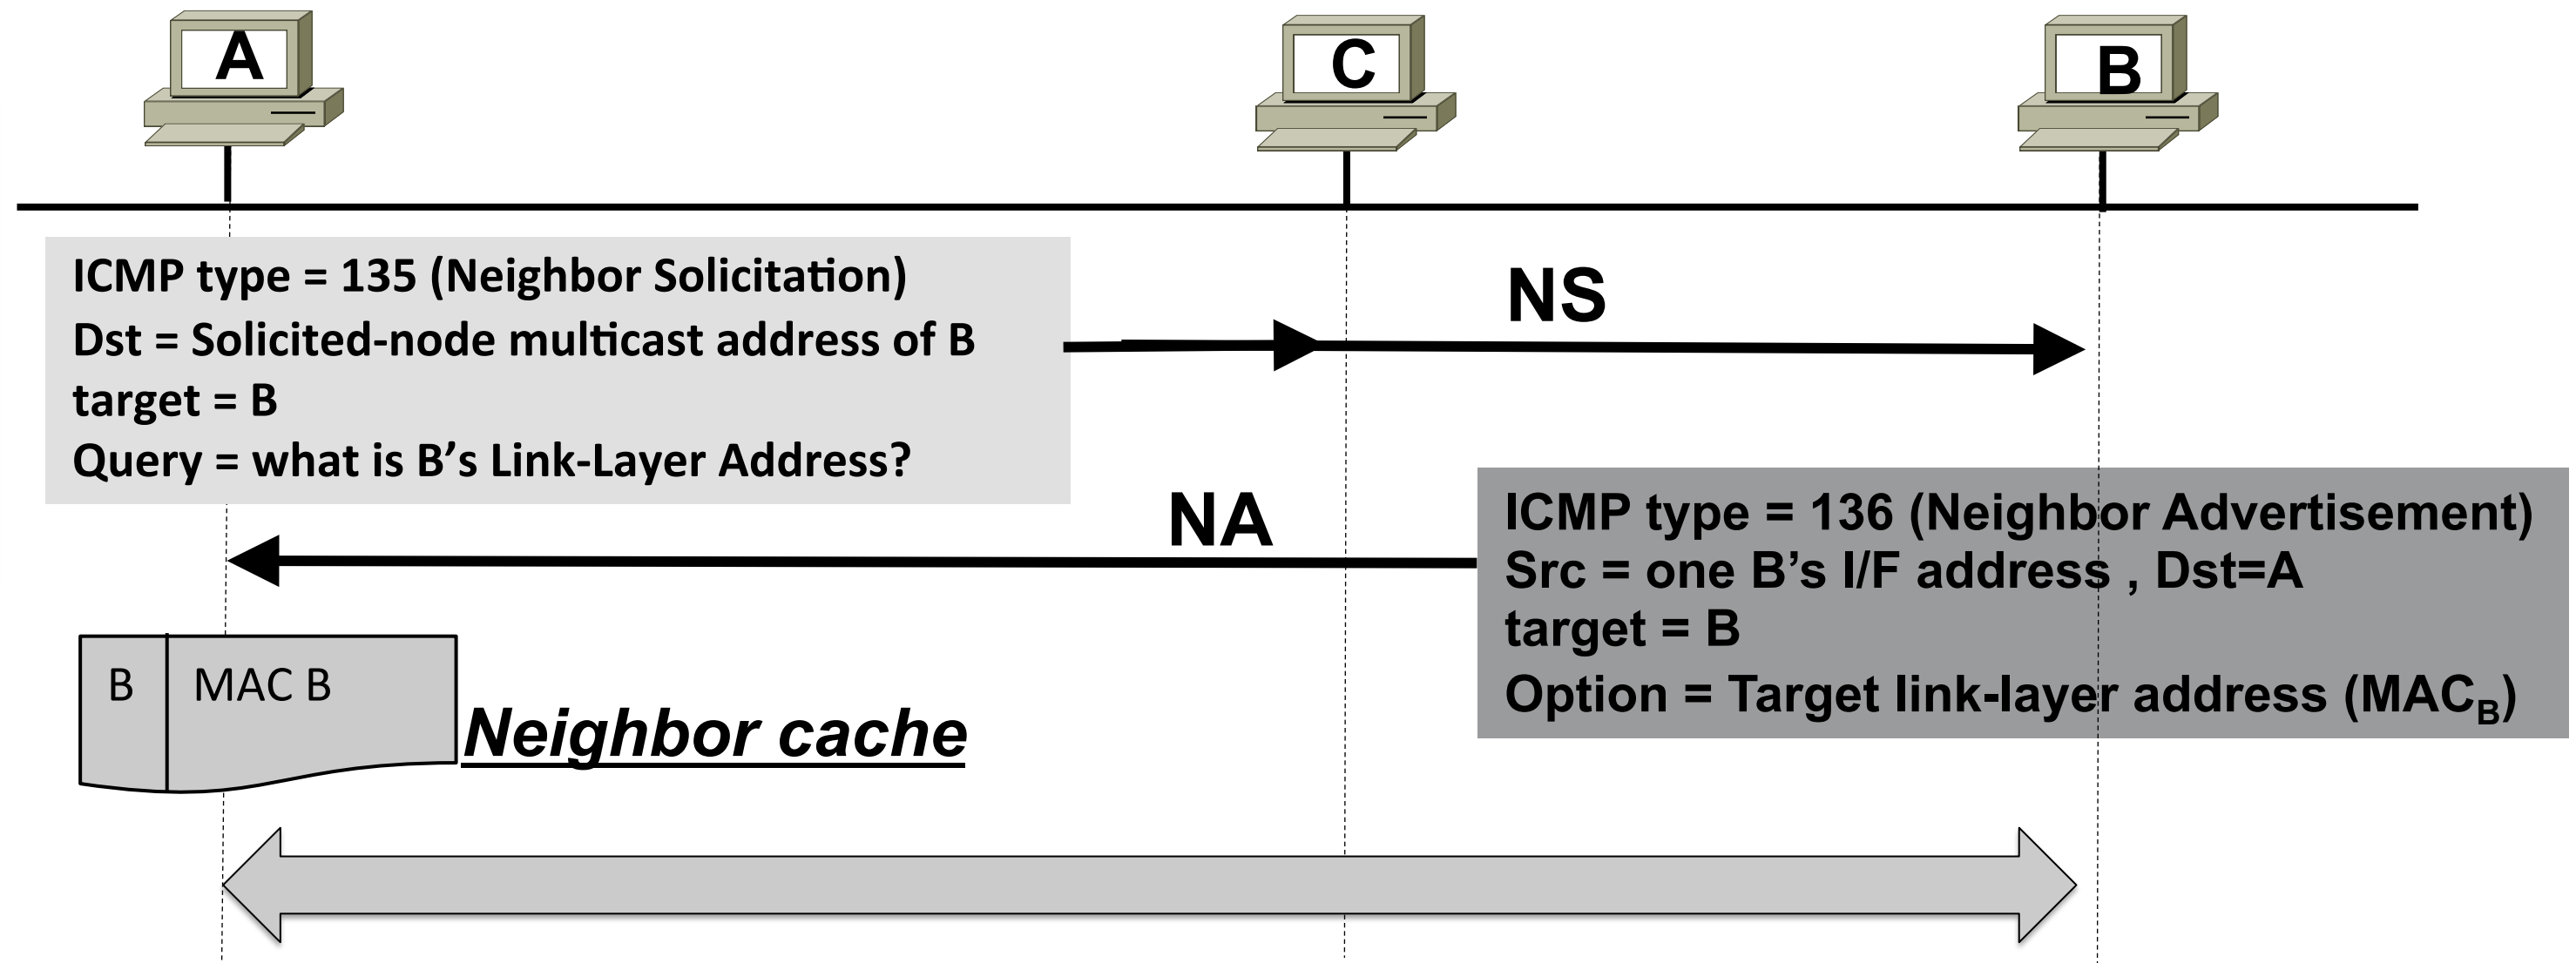 A
C
B
ICMP type = 135 (Neighbor Solicitation)
Dst = Solicited-node multicast address of B
target = B
Query = what is B’s Link-Layer Address?
NS
NA
ICMP type = 136 (Neighbor Advertisement)
Src = one B’s I/F address , Dst=A
target = B
Option = Target link-layer address (MACB)
B MAC B
Neighbor cache